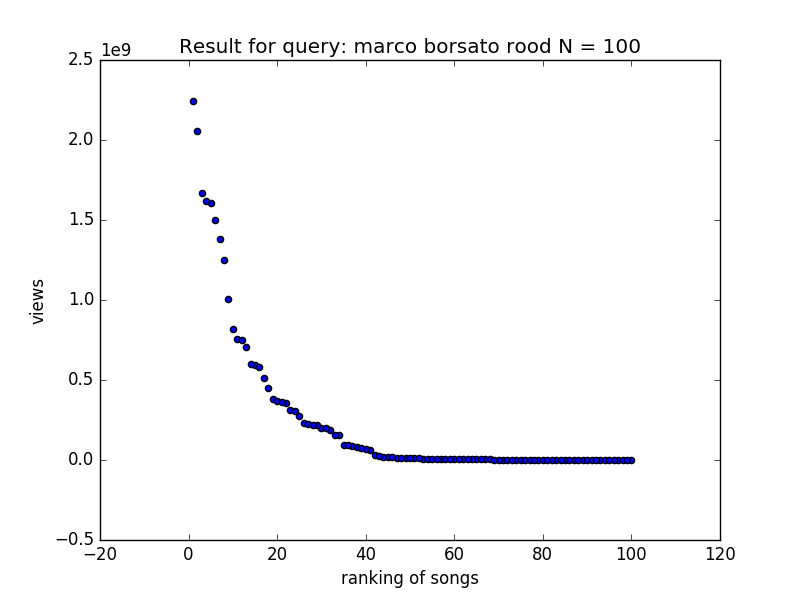 Result for query: marco borsato rood N = 100
1e9
2.5
2.0
1.5
1.0
0.5
0.0
−0.5
views
−20 0 20 40 60 80 100 120
ranking of songs